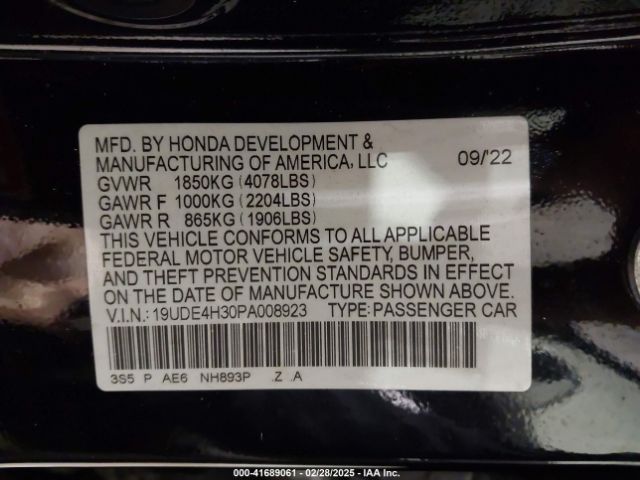 MFD. BY HONDA DEVELOPMENT &
MANUFACTURING OF AMERICA, LLC 09/'22
GVWR 1850KG (4078LBS)
GAWR F 1000KG (2204LBS)
GAWR R 865KG (1906LBS)
THIS VEHICLE CONFORMS TO ALL APPLICABLE
FEDERAL MOTOR VEHICLE SAFETY, BUMPER,
AND THEFT PREVENTION STANDARDS IN EFFECT
ON THE DATE OF MANUFACTURE SHOWN ABOVE.
V.I.N.: 19UDE4H30PA008923 TYPE: PASSENGER CAR
3S5 P AE6 NH893P .Z .A
000-41689061 | 02/28/2025 | IAA Inc.